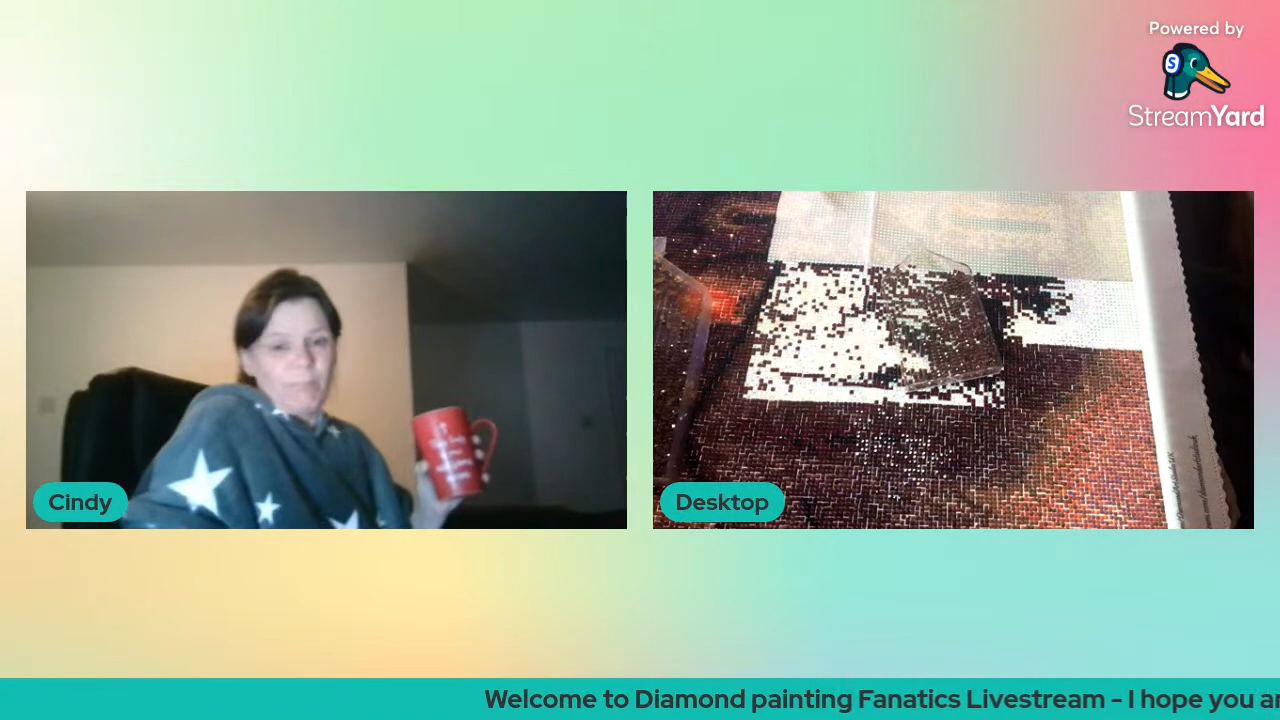 Powered by
S
StreamYard
Cindy
Desktop
Welcome to Diamond painting Fanatics Livestream - I hope you ar